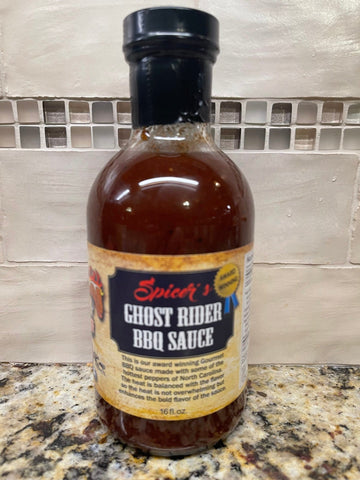 AWARD
WINNING
Spicer's
GHOST RIDER
BBQ SAUCE
This is our award winning Gourmet
BBQ sauce made with some of the
hottest peppers of North Carolina.
The heat is balanced with the flavor
so the heat is not overwhelming but
enhances the bold flavor of the sauce.
16 fl.oz.